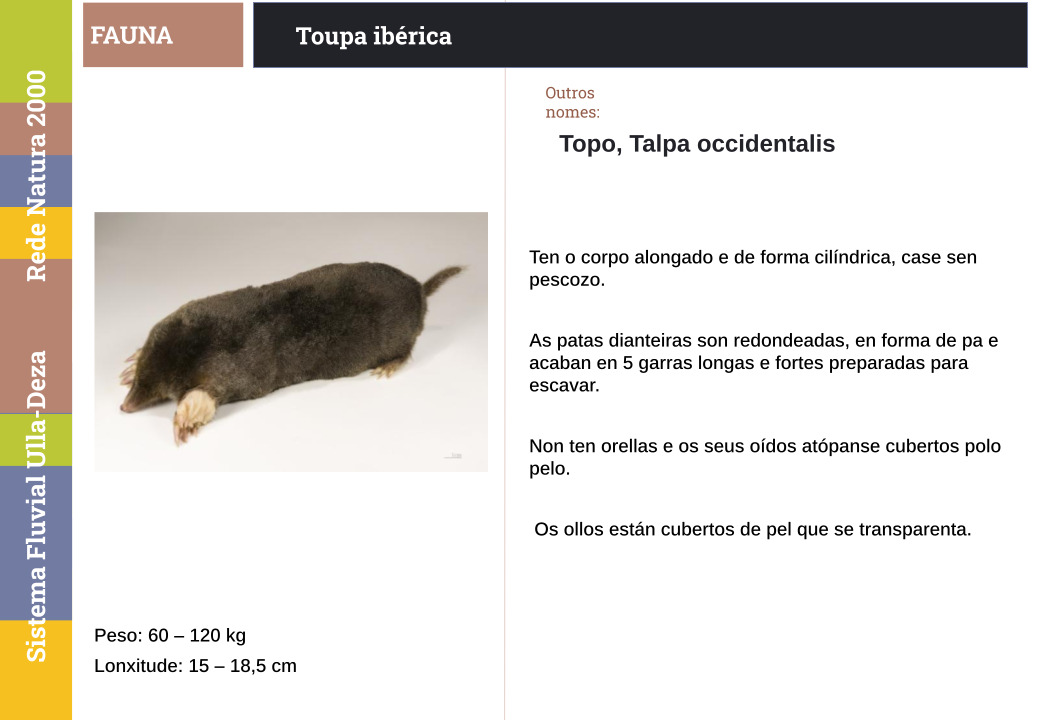 FAUNA
Toupa ibérica
Rede Natura 2000
Sistema Fluvial Ulla-Deza
Outros
nomes:
Topo, Talpa occidentalis
Ten o corpo alongado e de forma cilíndrica, case sen
pescozo.
As patas dianteiras son redondeadas, en forma de pa e
acaban en 5 garras longas e fortes preparadas para
escavar.
Non ten orellas e os seus oídos atópanse cubertos polo
pelo.
Os ollos están cubertos de pel que se transparenta.
Peso: 60 – 120 kg
Lonxitude: 15 – 18,5 cm